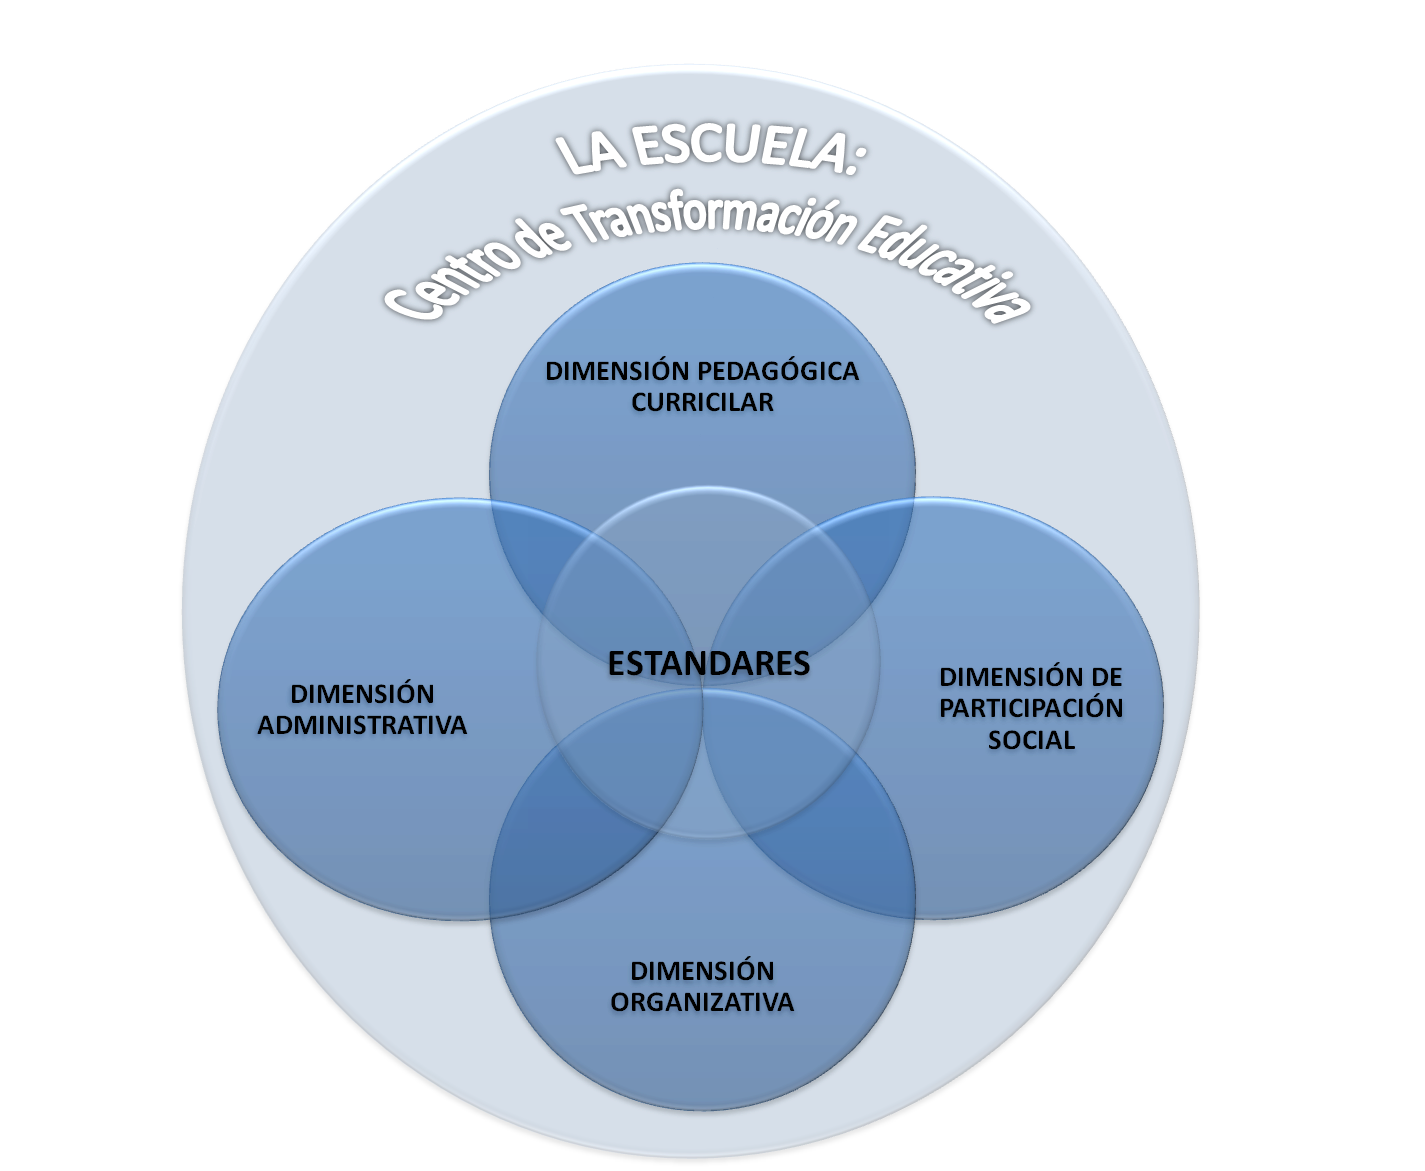 LA ESCUELA:
Centro de Transformación Educativa
DIMENSIÓN PEDAGÓGICA
CURRICILAR
ESTANDARES
DIMENSIÓN
ADMINISTRATIVA
DIMENSIÓN DE
PARTICIPACIÓN
SOCIAL
DIMENSIÓN
ORGANIZATIVA